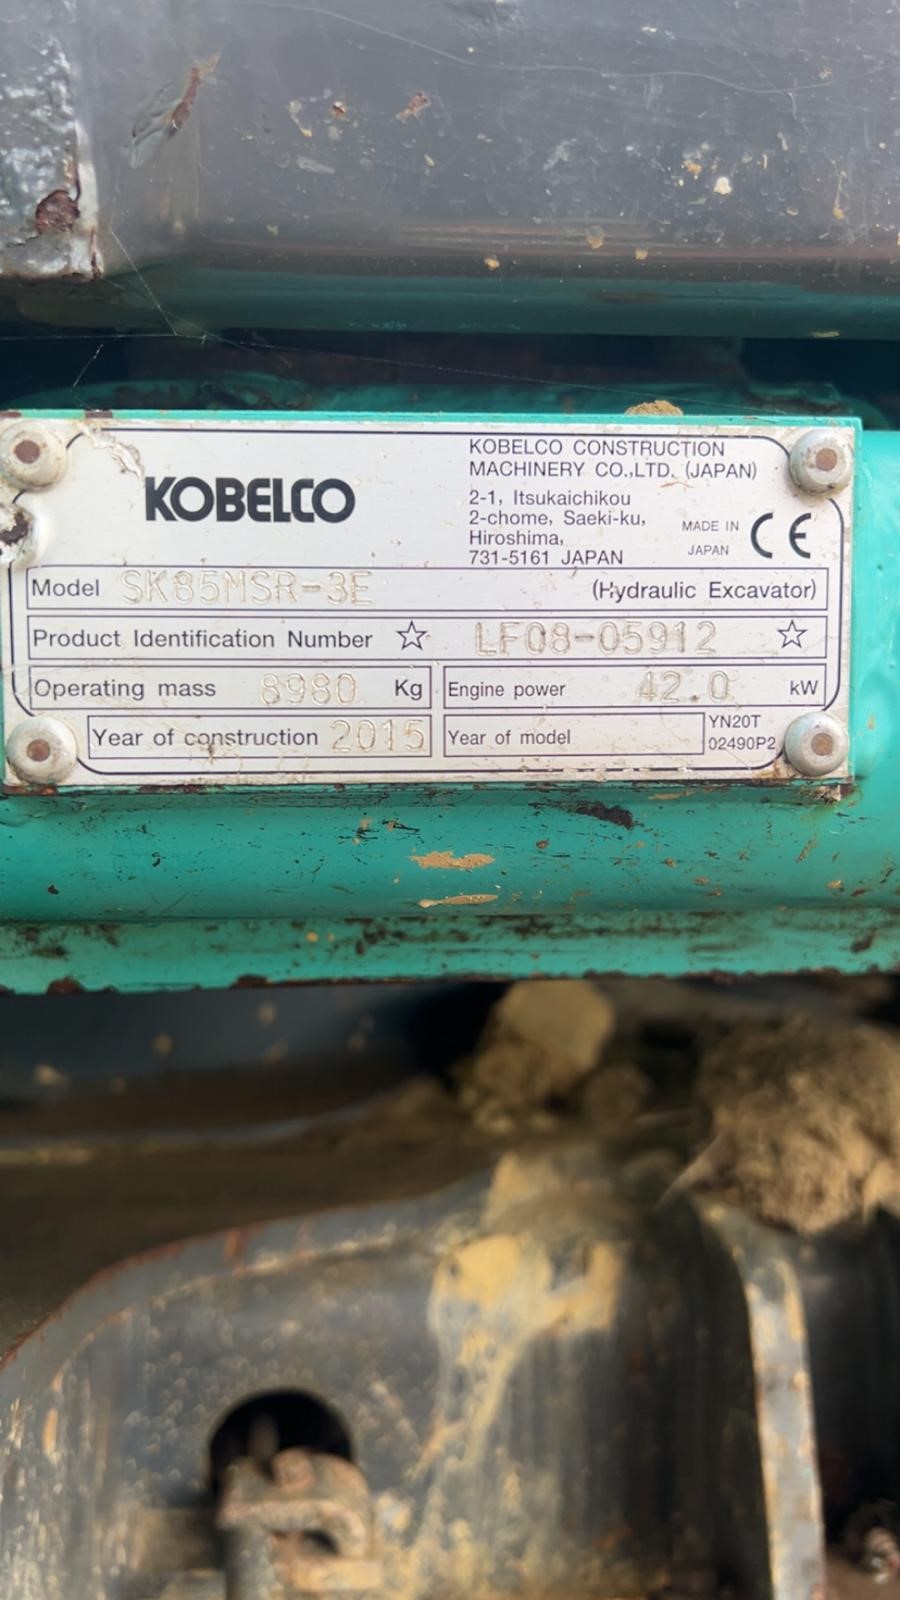 KOBELCO
KOBELCO CONSTRUCTION
MACHINERY CO.,LTD. (JAPAN)
2-1, Itsukaichikou
2-chome, Saeki-ku,
Hiroshima,
731-5161 JAPAN
MADE IN
JAPAN
CE
Model SK85MSR-3E (Hydraulic Excavator)
Product Identification Number ☆ LF08-05912 ☆
Operating mass 8980 Kg
Engine power 42.0 kW
Year of construction 2015
Year of model
YN20T
02490P2